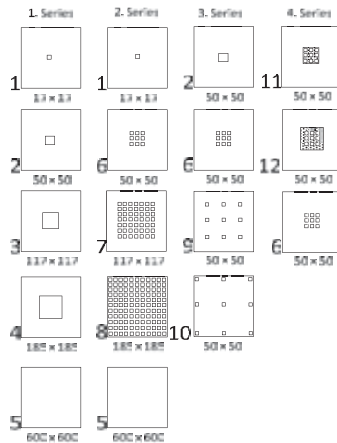 1. Series 2. Series 3. Series 4. Series
1 1 2 11
13 × 13 13 × 13 50 × 50 50 × 50
2 6 6 12
50 × 50 50 × 50 50 × 50 50 × 50
3 7 9 6
117 × 117 117 × 117 50 × 50 50 × 50
4 8 10
185 × 185 185 × 185 50 × 50
5 5
600 × 600 600 × 600